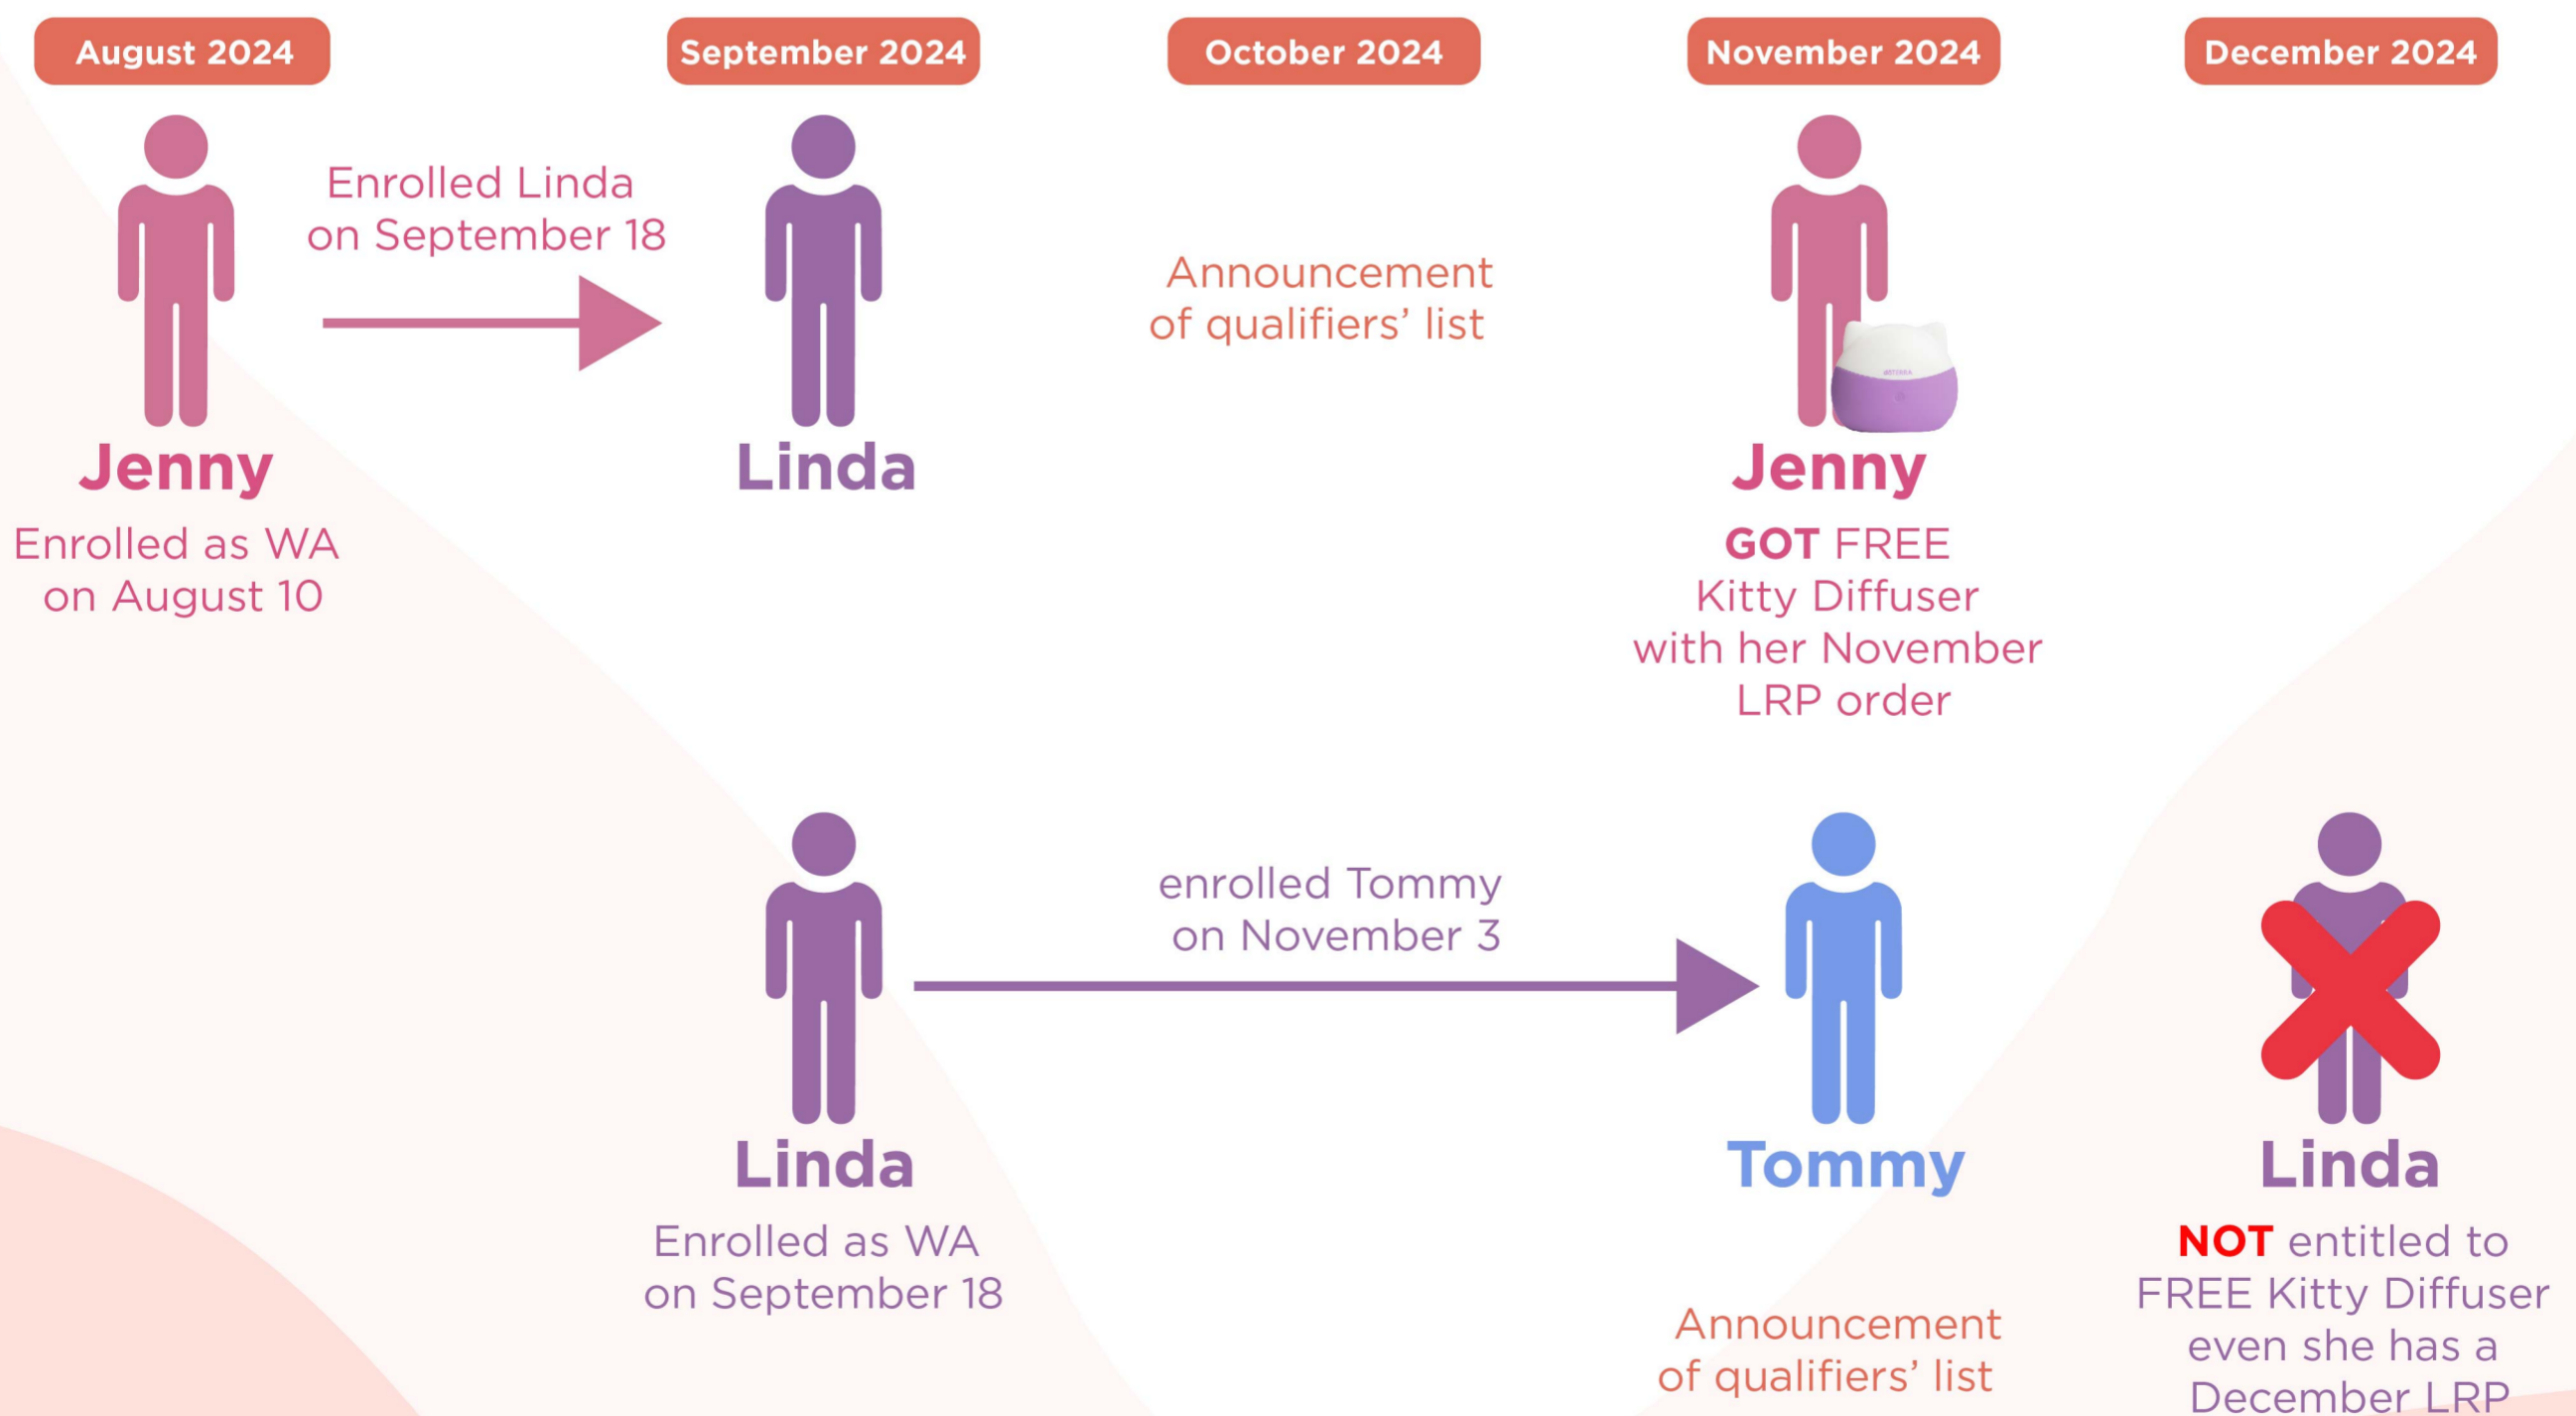 August 2024
September 2024
October 2024
November 2024
December 2024
Enrolled Linda
on September 18
Announcement
of qualifiers' list
Jenny
Linda
Jenny
Enrolled as WA
on August 10
GOT FREE
Kitty Diffuser
with her November
LRP order
enrolled Tommy
on November 3
Linda
Tommy
Linda
Enrolled as WA
on September 18
Announcement
of qualifiers' list
NOT entitled to
FREE Kitty Diffuser
even she has a
December LRP